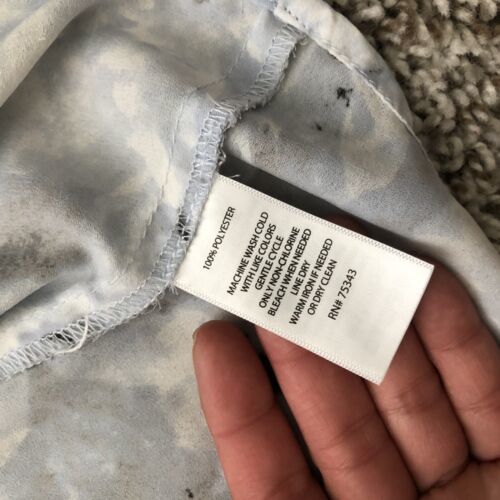 100% POLYESTER
MACHINE WASH COLD
WITH LIKE COLORS
GENTLE CYCLE
ONLY NON-CHLORINE
BLEACH WHEN NEEDED
LINE DRY
WARM IRON IF NEEDED
OR DRY CLEAN
RN# 75343